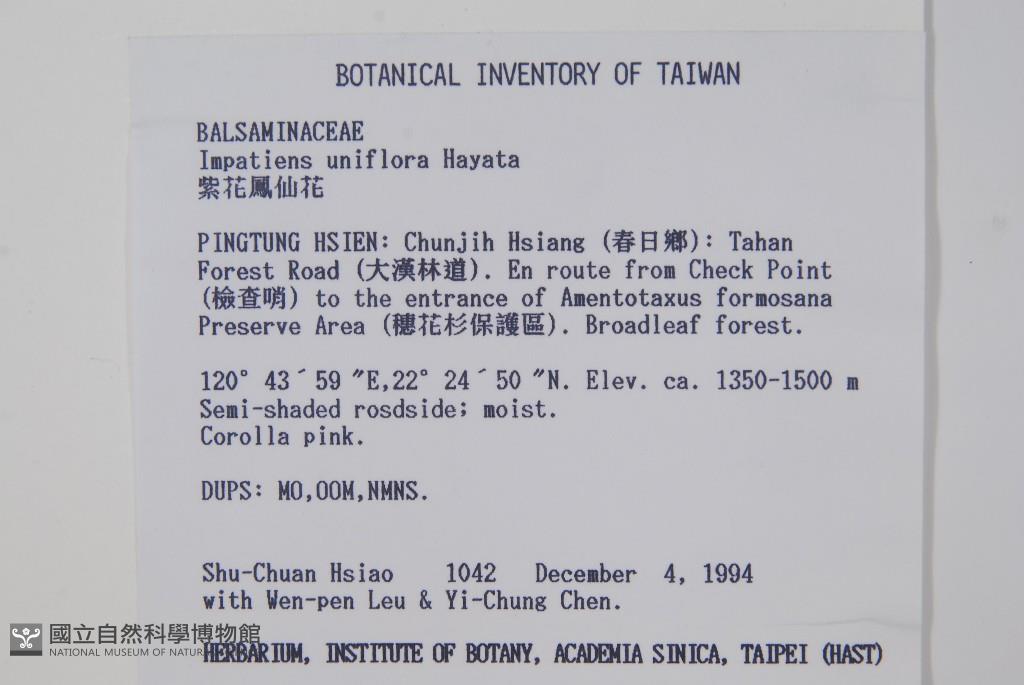 BOTANICAL INVENTORY OF TAIWAN
BALSAMINACEAE
Impatiens uniflora Hayata
紫花鳳仙花
PINGTUNG HSIEN: Chunjih Hsiang (春日鄉): Tahan
Forest Road (大漢林道). En route from Check Point
(檢查哨) to the entrance of Amentotaxus formosana
Preserve Area (穗花杉保護區). Broadleaf forest.
120° 43´59 ″E,22° 24´50 ″N. Elev. ca. 1350-1500 m
Semi-shaded rosdside; moist.
Corolla pink.
DUPS: MO,OOM,NMNS.
Shu-Chuan Hsiao 1042 December 4, 1994
with Wen-pen Leu & Yi-Chung Chen.
國立自然科學博物館
NATIONAL MUSEUM OF NATUR
HERBARIUM, INSTITUTE OF BOTANY, ACADEMIA SINICA, TAIPEI (HAST)